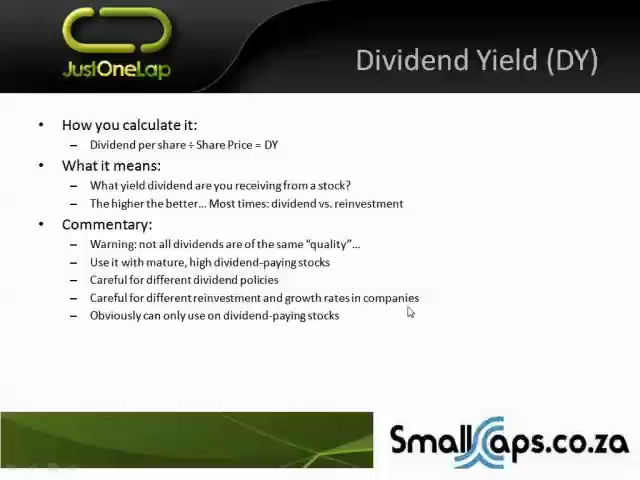 JustOneLap
Dividend Yield (DY)
• How you calculate it:
– Dividend per share ÷ Share Price = DY
• What it means:
– What yield dividend are you receiving from a stock?
– The higher the better… Most times: dividend vs. reinvestment
• Commentary:
– Warning: not all dividends are of the same “quality”…
– Use it with mature, high dividend-paying stocks
– Careful for different dividend policies
– Careful for different reinvestment and growth rates in companies
– Obviously can only use on dividend-paying stocks
SmallCaps.co.za